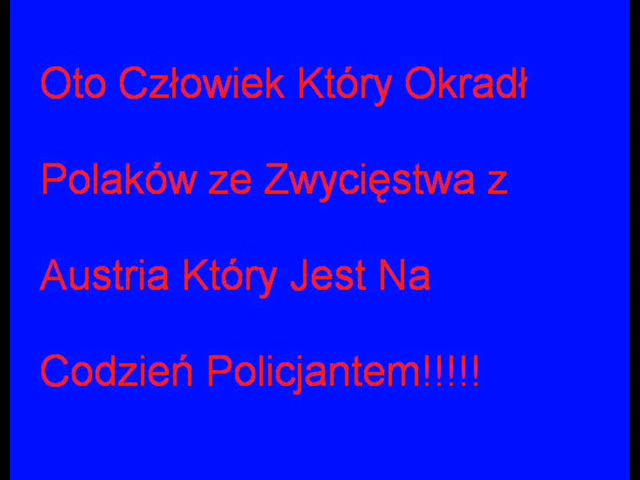 Oto Człowiek Który Okradł
Polaków ze Zwycięstwa z
Austria Który Jest Na
Codzień Policjantem!!!!!